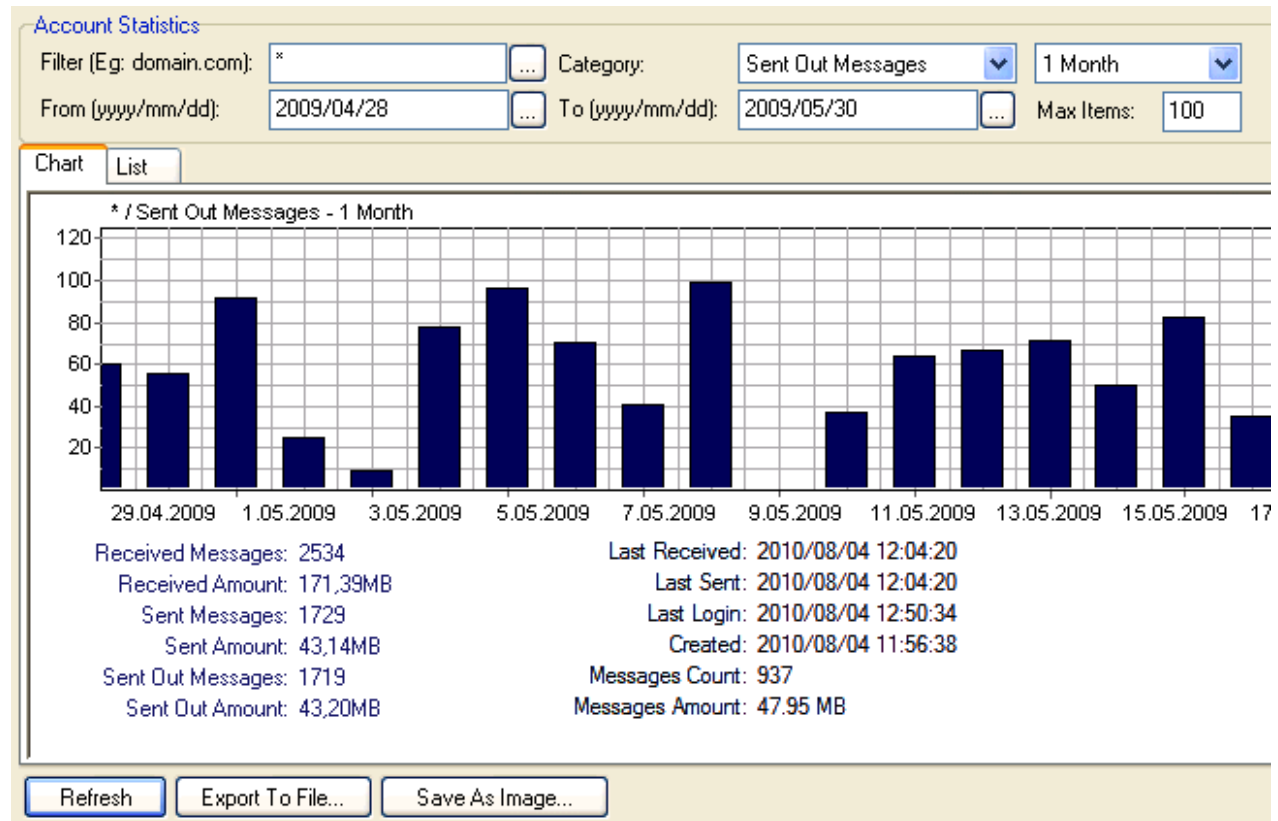 Account Statistics
Filter (Eg: domain.com): * ... Category: Sent Out Messages 1 Month
From (yyyy/mm/dd): 2009/04/28 ... To (yyyy/mm/dd): 2009/05/30 ... Max Items: 100
Chart List
* / Sent Out Messages - 1 Month
120
100
80
60
40
20
29.04.2009 1.05.2009 3.05.2009 5.05.2009 7.05.2009 9.05.2009 11.05.2009 13.05.2009 15.05.2009 17
Received Messages: 2534 Last Received: 2010/08/04 12:04:20
Received Amount: 171,39MB Last Sent: 2010/08/04 12:04:20
Sent Messages: 1729 Last Login: 2010/08/04 12:50:34
Sent Amount: 43,14MB Created: 2010/08/04 11:56:38
Sent Out Messages: 1719 Messages Count: 937
Sent Out Amount: 43,20MB Messages Amount: 47.95 MB
Refresh Export To File... Save As Image...